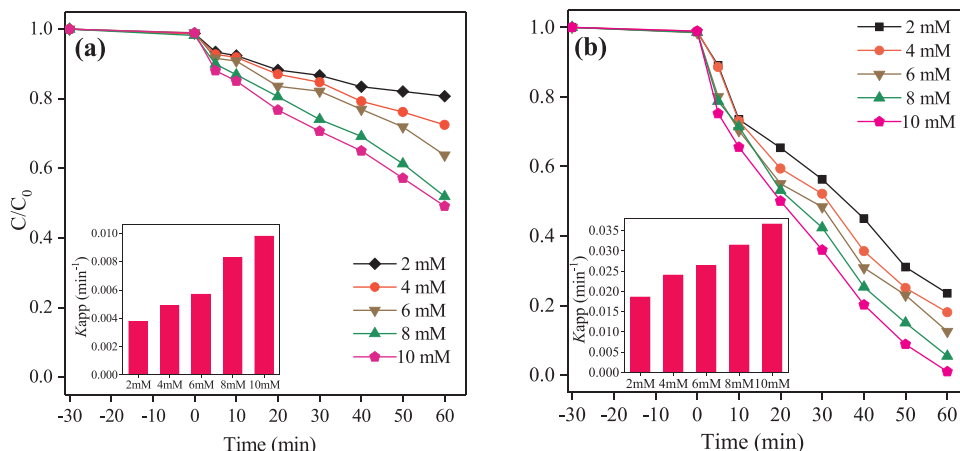 (a)
C/C0
1.0
0.8
0.6
0.4
0.2
0.0
2 mM
4 mM
6 mM
8 mM
10 mM
Kapp (min-1)
0.010
0.008
0.006
0.004
0.002
0.000
2mM 4mM 6mM 8mM 10mM
-30 -20 -10 0 10 20 30 40 50 60
Time (min)
(b)
1.0
0.8
0.6
0.4
0.2
0.0
2 mM
4 mM
6 mM
8 mM
10 mM
Kapp (min-1)
0.035
0.030
0.025
0.020
0.015
0.010
0.005
0.000
2mM 4mM 6mM 8mM 10mM
-30 -20 -10 0 10 20 30 40 50 60
Time (min)